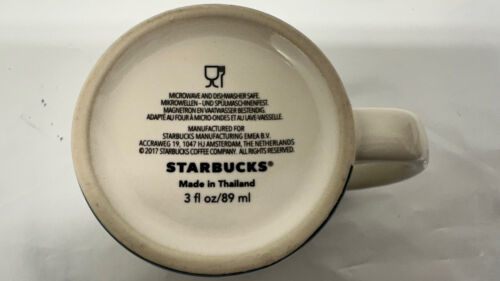 MICROWAVE AND DISHWASHER SAFE.
MIKROWELLEN - UND SPÜLMASCHINENFEST.
MAGNETRON EN VAATWASSER BESTENDIG.
ADAPTÉ AU FOUR À MICRO-ONDES ET AU LAVE-VAISSELLE.
MANUFACTURED FOR
STARBUCKS MANUFACTURING EMEA B.V.
ACCRAWEG 19, 1047 HJ AMSTERDAM, THE NETHERLANDS
© 2017 STARBUCKS COFFEE COMPANY. ALL RIGHTS RESERVED.
STARBUCKS®
Made in Thailand
3 fl oz/89 ml